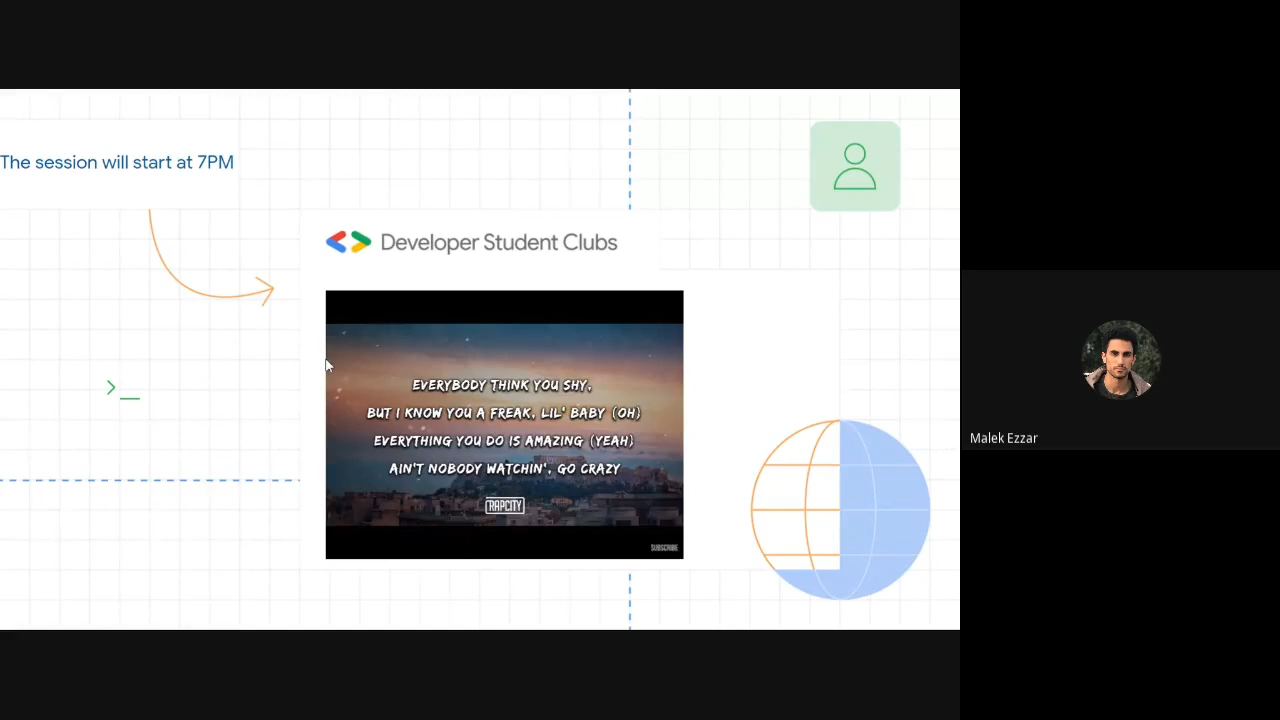 The session will start at 7PM
Developer Student Clubs
EVERYBODY THINK YOU SHY,
BUT I KNOW YOU A FREAK, LIL' BABY (OH)
EVERYTHING YOU DO IS AMAZING (YEAH)
AIN'T NOBODY WATCHIN', GO CRAZY
RAPCITY
SUBSCRIBE
Malek Ezzar